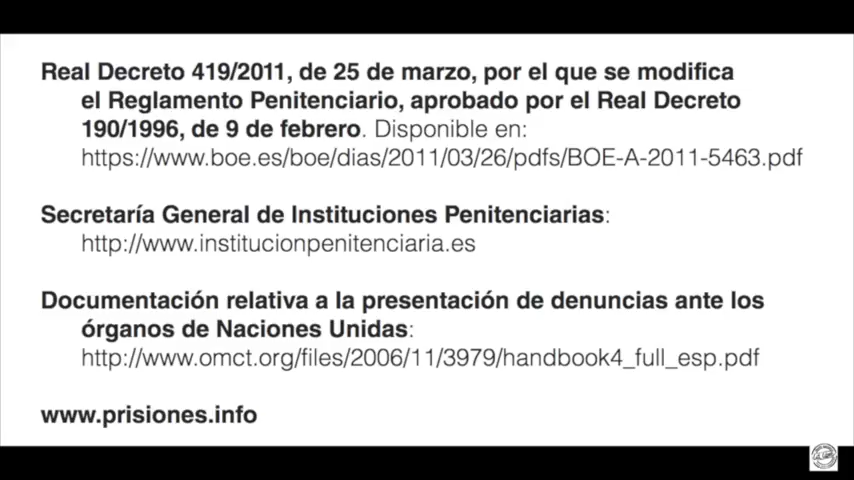 Real Decreto 419/2011, de 25 de marzo, por el que se modifica
el Reglamento Penitenciario, aprobado por el Real Decreto
190/1996, de 9 de febrero. Disponible en:
https://www.boe.es/boe/dias/2011/03/26/pdfs/BOE-A-2011-5463.pdf
Secretaría General de Instituciones Penitenciarias:
http://www.institucionpenitenciaria.es
Documentación relativa a la presentación de denuncias ante los
órganos de Naciones Unidas:
http://www.omct.org/files/2006/11/3979/handbook4_full_esp.pdf
www.prisiones.info